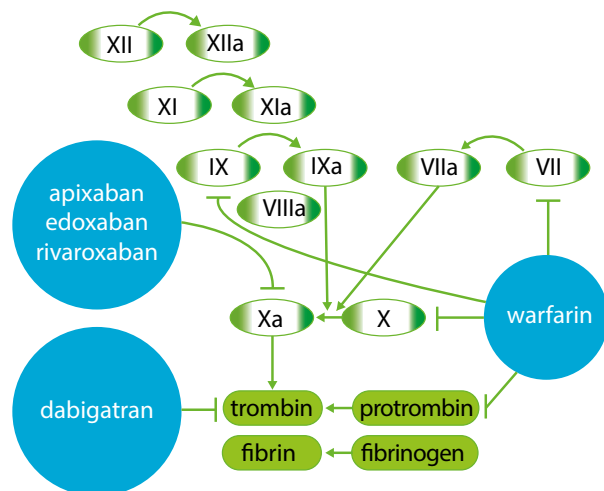 XII XIIa
XI XIa
IX IXa VIIa VII
VIIIa
apixaban
edoxaban
rivaroxaban
Xa X
warfarin
dabigatran
trombin protrombin
fibrin fibrinogen